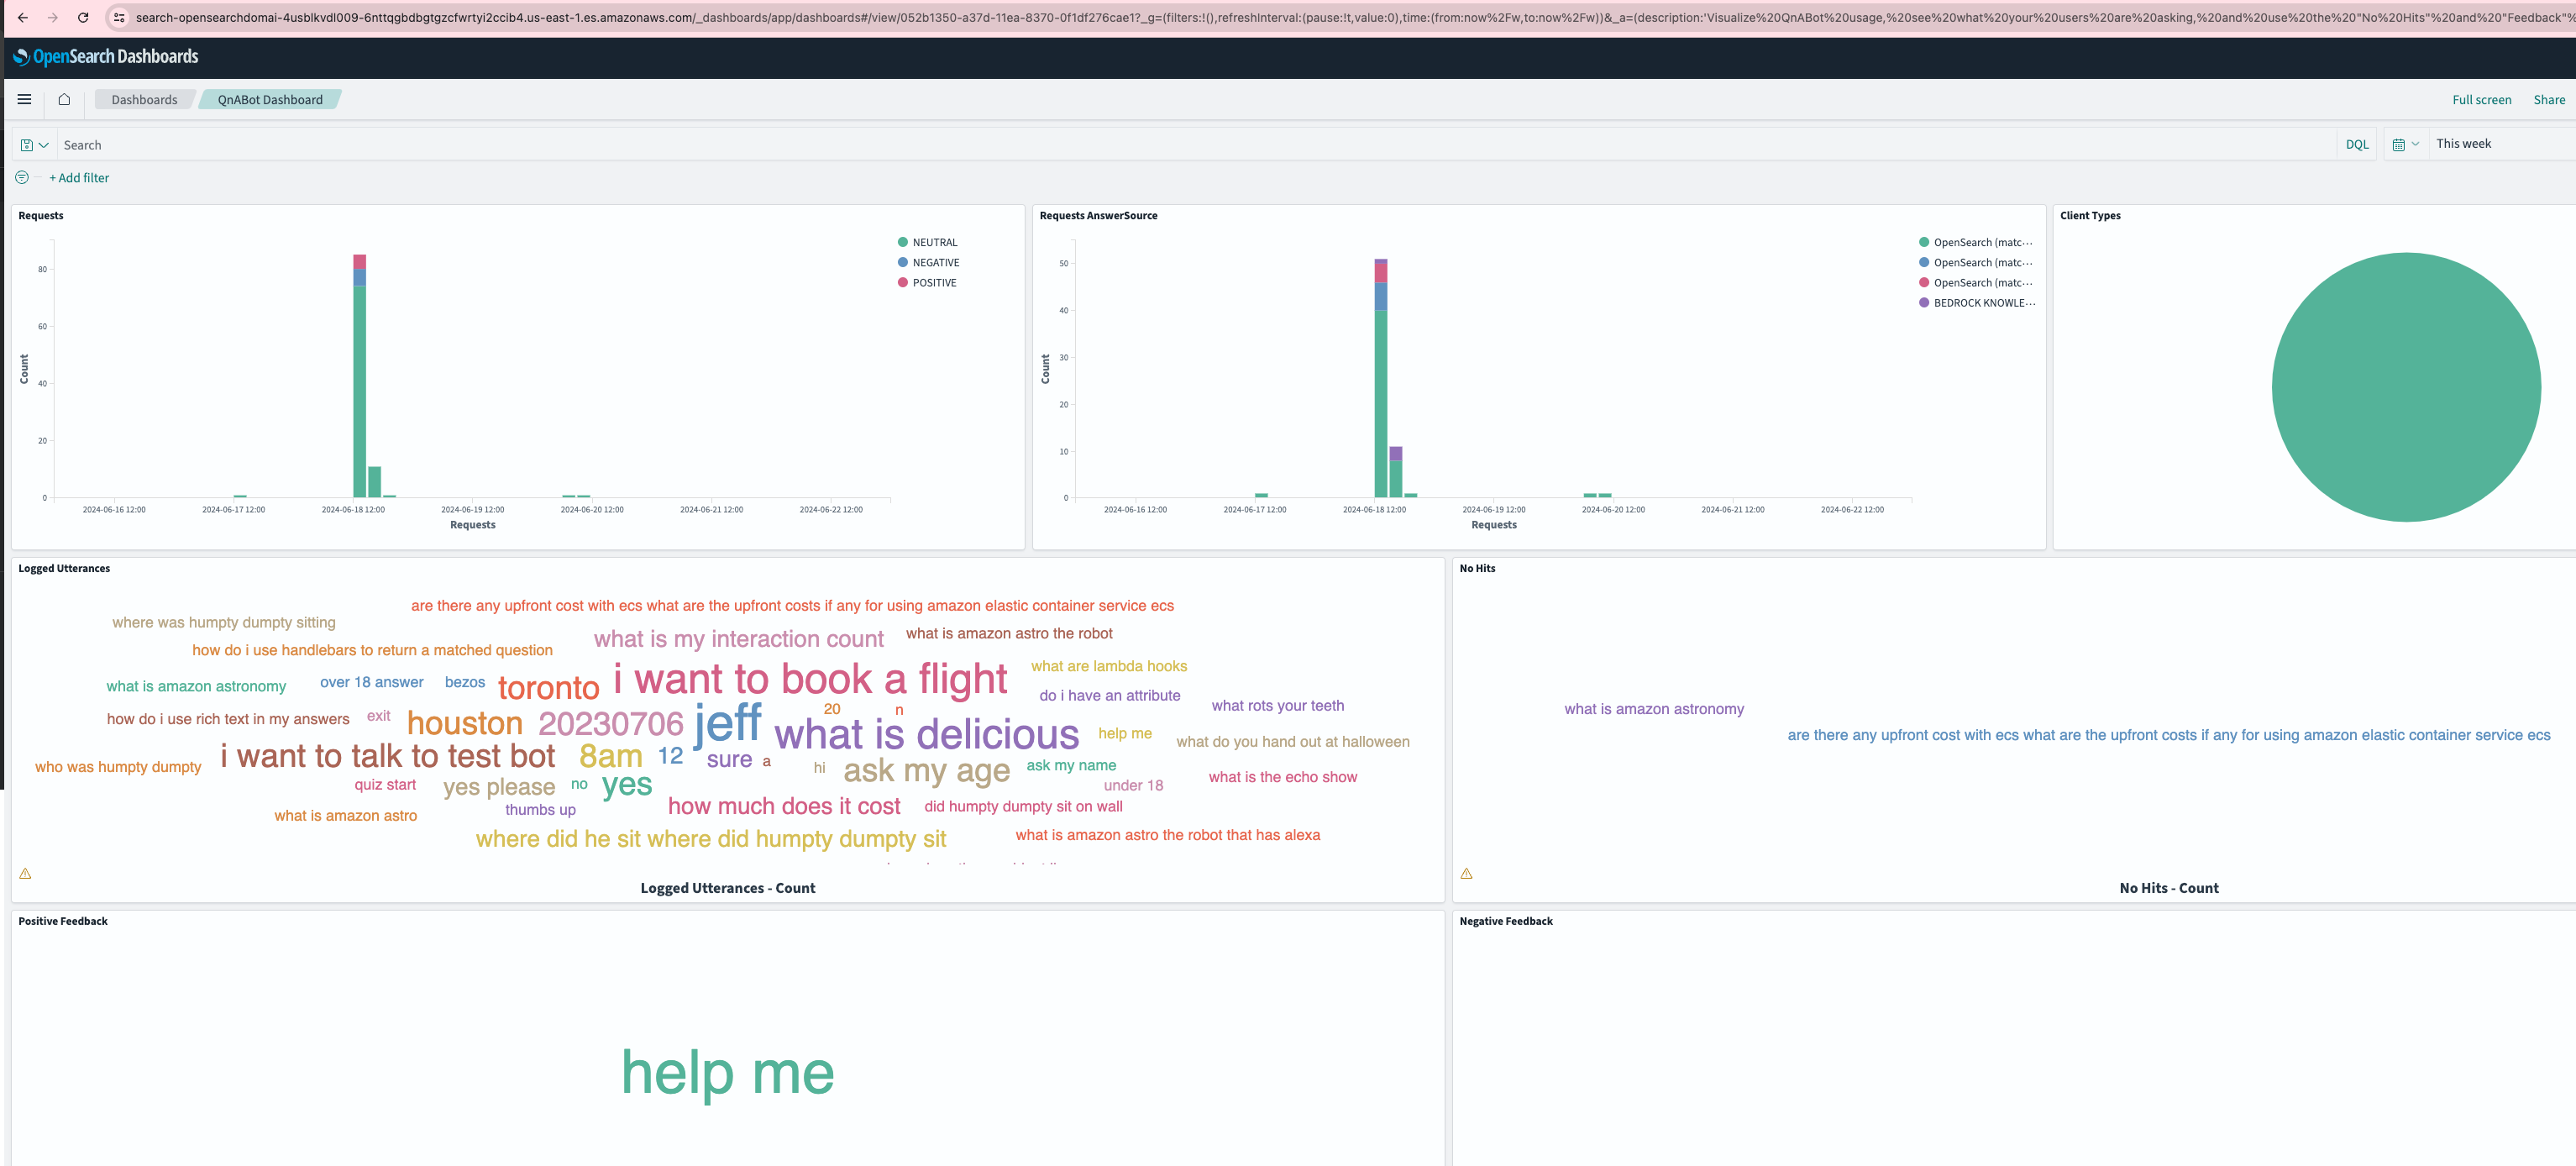 search-opensearchdomai-4usblkvdl009-6nttqgbdbgtgzcfwrtyi2ccib4.us-east-1.es.amazonaws.com/_dashboards/app/dashboards#/view/052b1350-a37d-11ea-8370-0f1df276cae1?_g=(filters:!(),refreshInterval:(pause:!t,value:0),time:(from:now%2Fw,to:now%2Fw))&_a=(description:'Visualize%20QnABot%20usage,%20see%20what%20your%20users%20are%20asking,%20and%20use%20the%20"No%20Hits"%20and%20"Feedback"%
OpenSearch Dashboards
Dashboards QnABot Dashboard Full screen Share
Search DQL This week
+ Add filter
Requests
NEUTRAL
NEGATIVE
POSITIVE
80
60
40
20
0
Count
2024-06-16 12:00 2024-06-17 12:00 2024-06-18 12:00 2024-06-19 12:00 2024-06-20 12:00 2024-06-21 12:00 2024-06-22 12:00
Requests
Requests AnswerSource
OpenSearch (matc...
OpenSearch (matc...
OpenSearch (matc...
BEDROCK KNOWLE...
50
40
30
20
10
0
Count
2024-06-16 12:00 2024-06-17 12:00 2024-06-18 12:00 2024-06-19 12:00 2024-06-20 12:00 2024-06-21 12:00 2024-06-22 12:00
Requests
Client Types
Logged Utterances
are there any upfront cost with ecs what are the upfront costs if any for using amazon elastic container service ecs
where was humpty dumpty sitting
what is my interaction count
what is amazon astro the robot
how do i use handlebars to return a matched question
i want to book a flight
what are lambda hooks
what is amazon astronomy
over 18 answer
bezos
toronto
do i have an attribute
what rots your teeth
how do i use rich text in my answers
exit
houston
20230706
jeff
20
n
what is delicious
help me
what do you hand out at halloween
i want to talk to test bot
8am
12
sure
a
hi
ask my age
ask my name
who was humpty dumpty
what is the echo show
quiz start
yes please
no
yes
under 18
thumbs up
how much does it cost
did humpty dumpty sit on wall
what is amazon astro
where did he sit where did humpty dumpty sit
what is amazon astro the robot that has alexa
Logged Utterances - Count
No Hits
what is amazon astronomy
are there any upfront cost with ecs what are the upfront costs if any for using amazon elastic container service ecs
No Hits - Count
Positive Feedback
help me
Negative Feedback